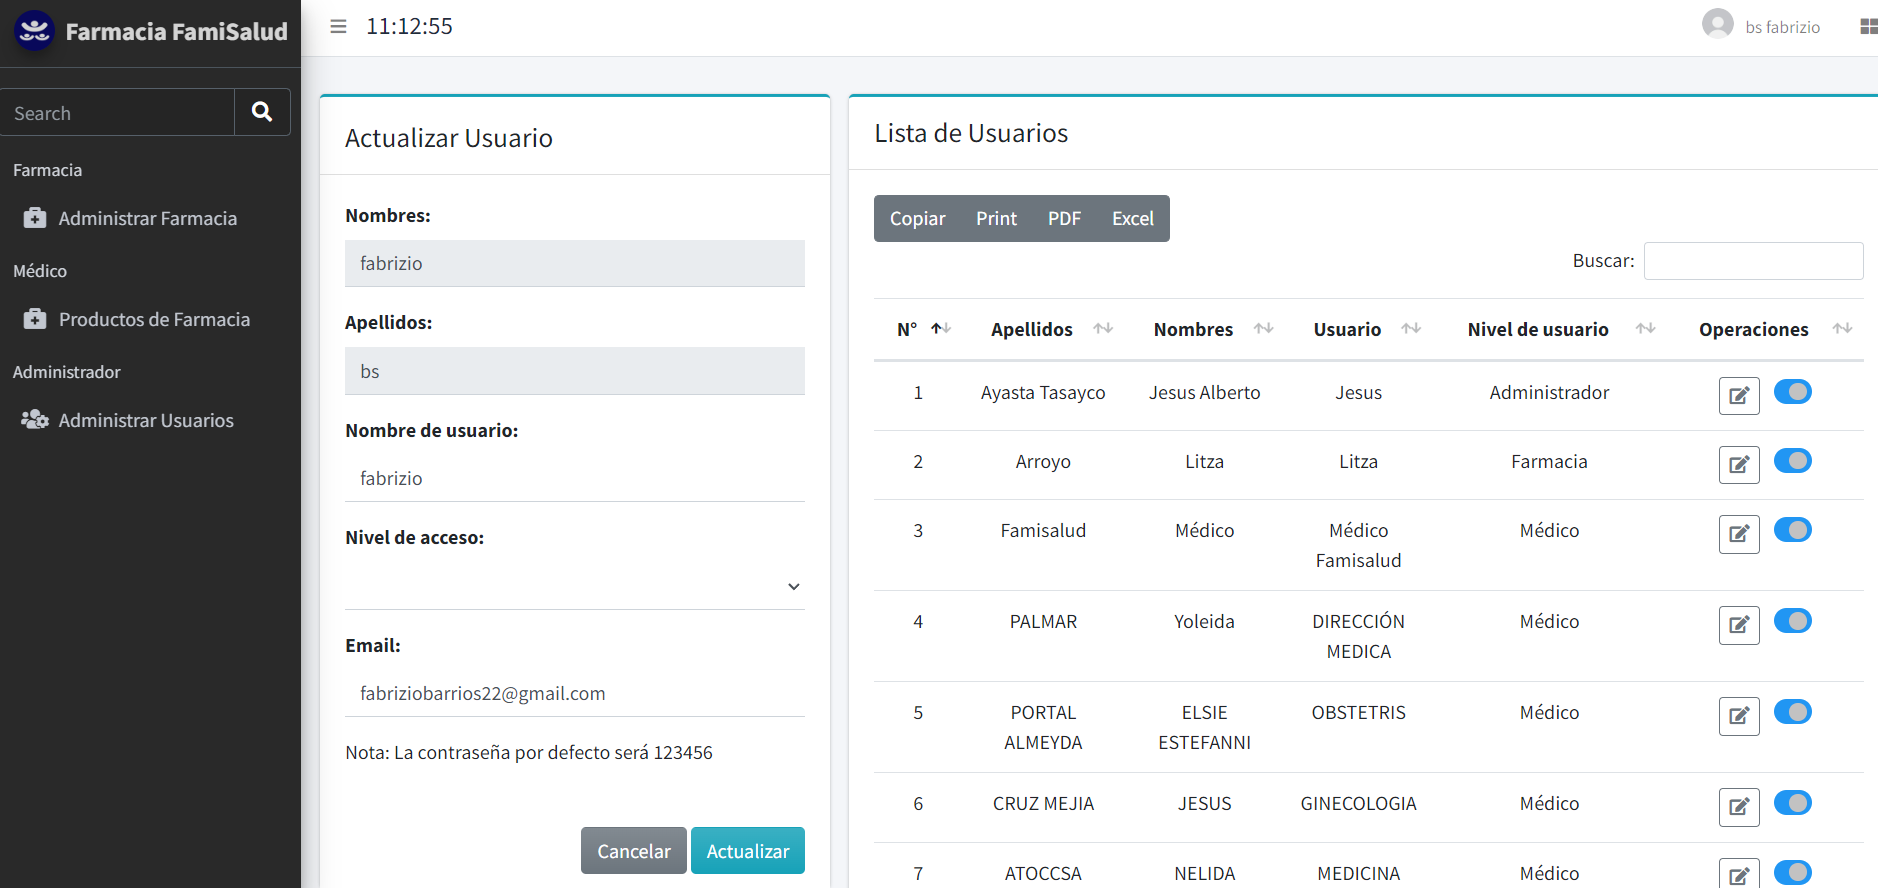 Farmacia FamiSalud
11:12:55
bs fabrizio
Search
Farmacia
Administrar Farmacia
Médico
Productos de Farmacia
Administrador
Administrar Usuarios
Actualizar Usuario
Nombres:
fabrizio
Apellidos:
bs
Nombre de usuario:
fabrizio
Nivel de acceso:
Email:
fabriziobarrios22@gmail.com
Nota: La contraseña por defecto será 123456
Cancelar Actualizar
Lista de Usuarios
Copiar Print PDF Excel
Buscar:
N° Apellidos Nombres Usuario Nivel de usuario Operaciones
1 Ayasta Tasayco Jesus Alberto Jesus Administrador
2 Arroyo Litza Litza Farmacia
3 Famisalud Médico Médico Médico
Famisalud
4 PALMAR Yoleida DIRECCIÓN Médico
MEDICA
5 PORTAL ELSIE OBSTETRIS Médico
ALMEYDA ESTEFANNI
6 CRUZ MEJIA JESUS GINECOLOGIA Médico
7 ATOCCSA NELIDA MEDICINA Médico